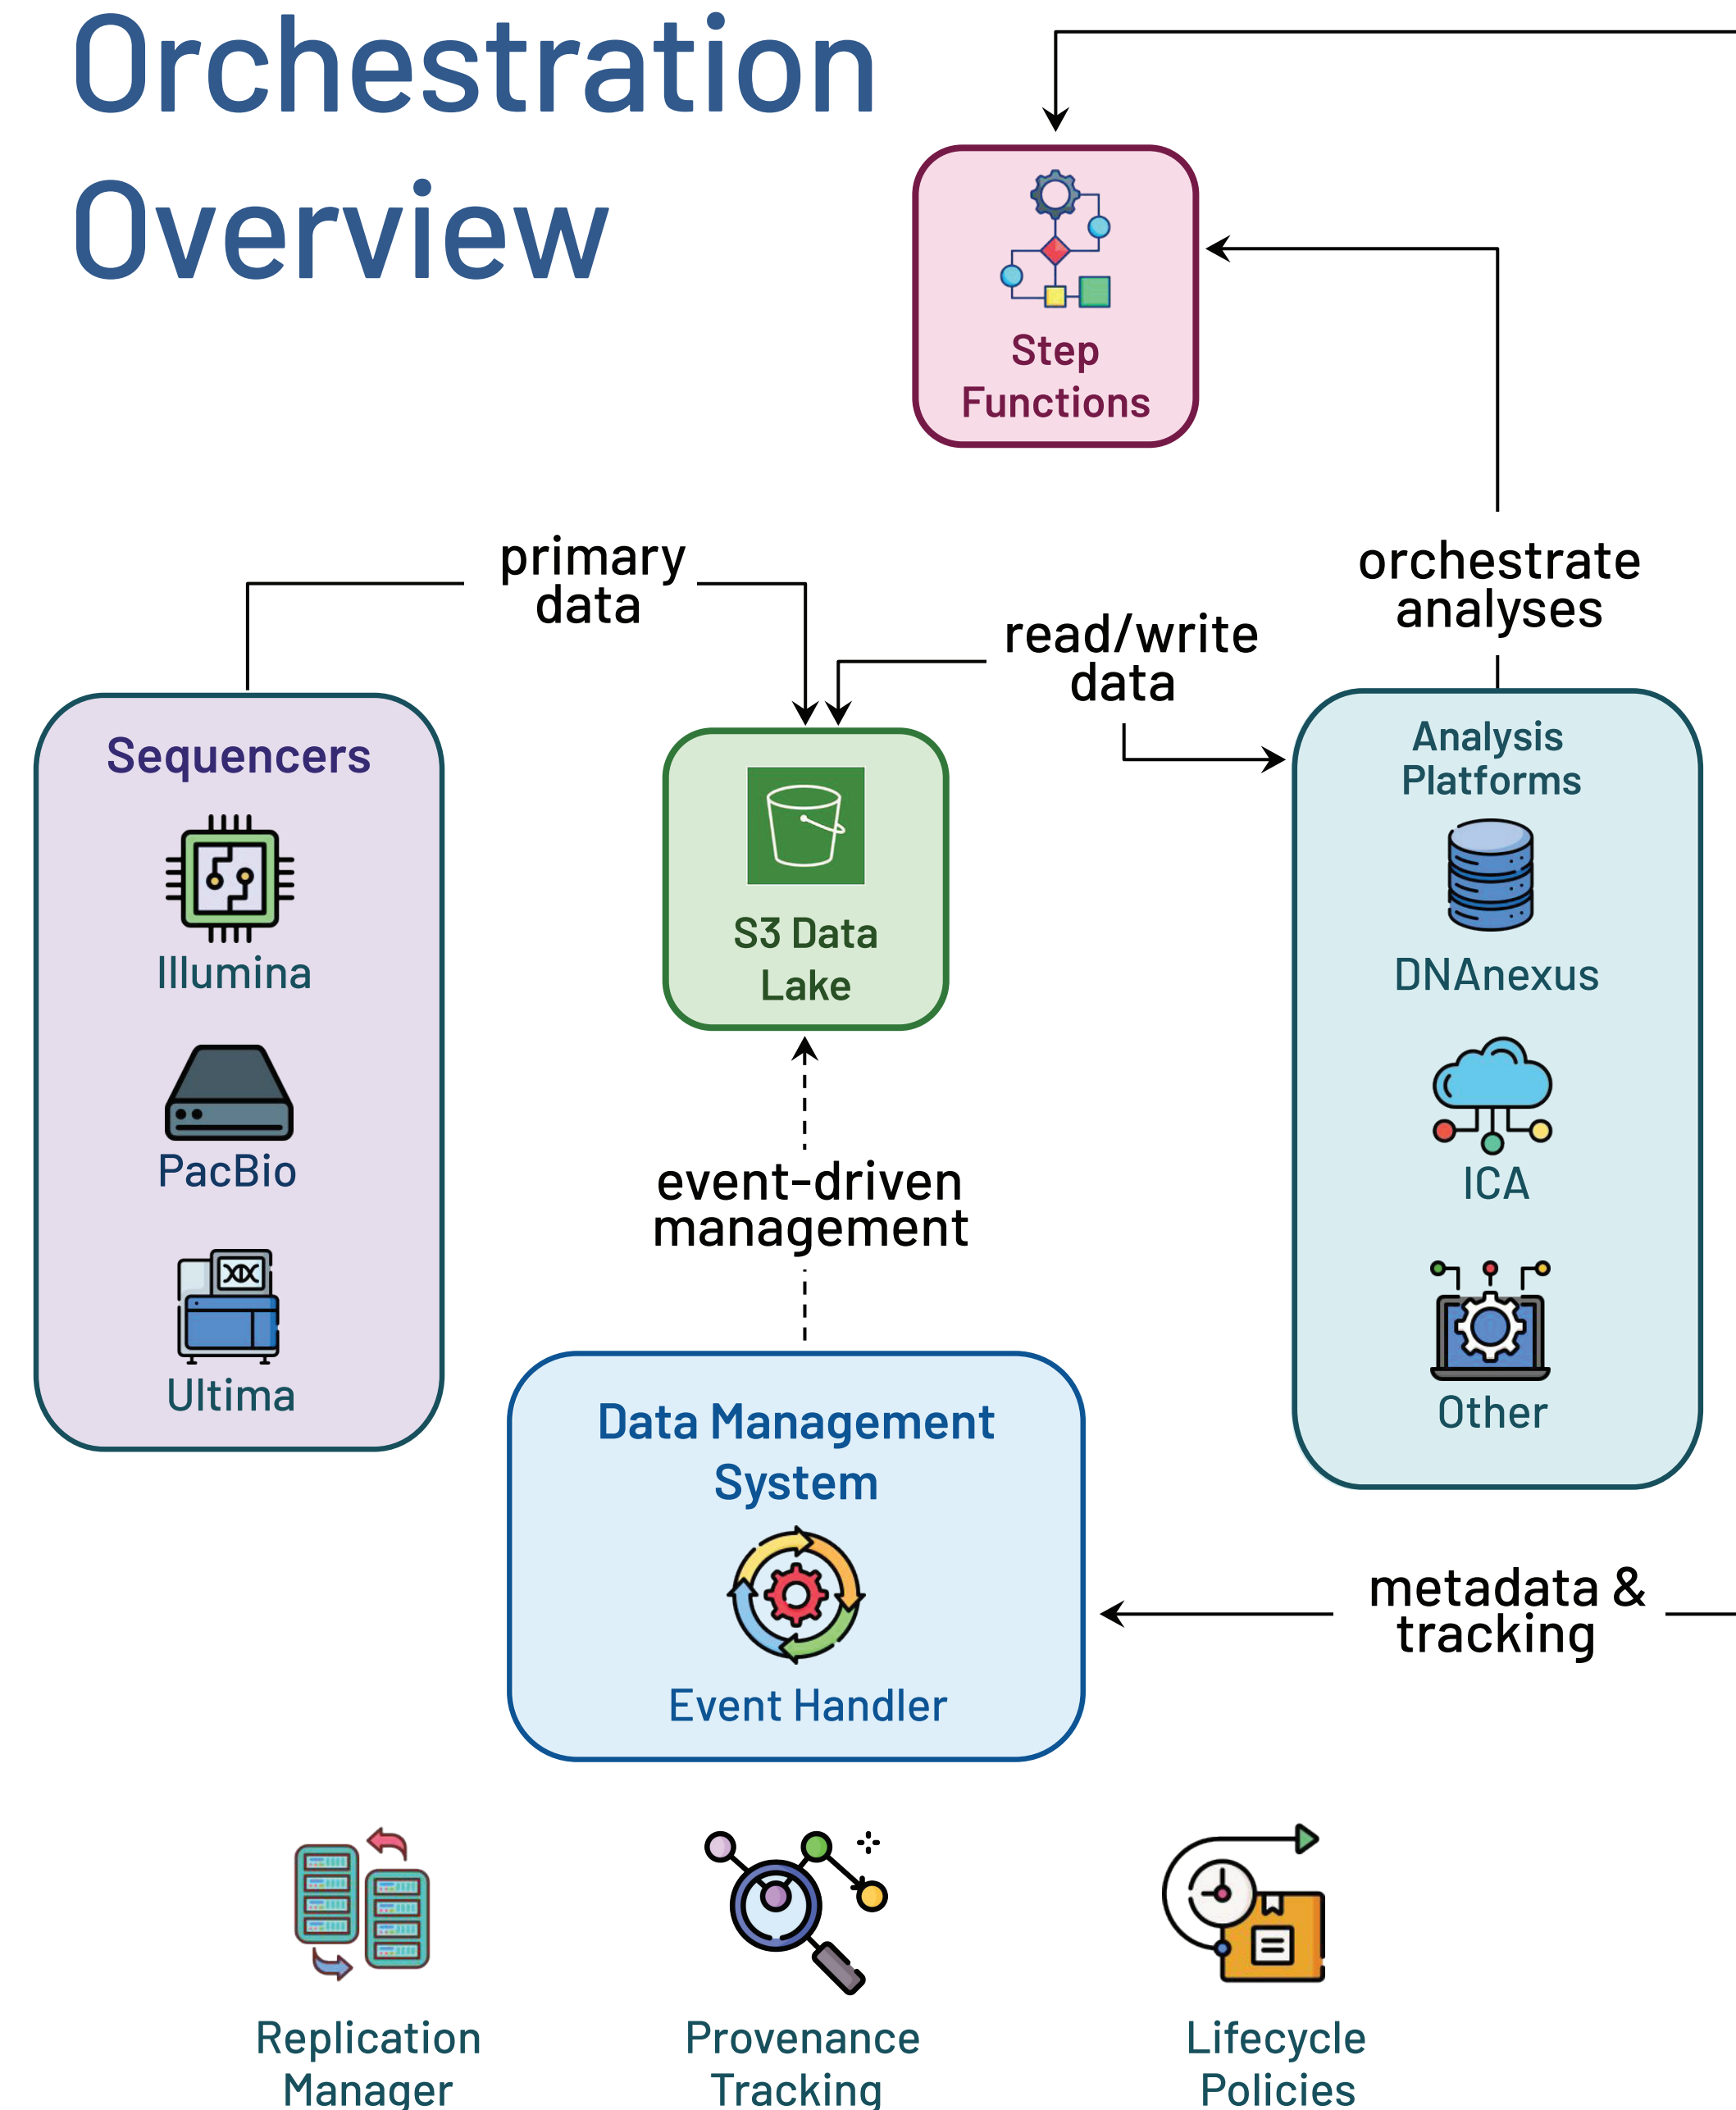 Orchestration
Overview
Step
Functions
primary
data
read/write
data
orchestrate
analyses
Sequencers
Illumina
PacBio
Ultima
S3 Data
Lake
Analysis
Platforms
DNAnexus
ICA
Other
event-driven
management
Data Management
System
Event Handler
metadata &
tracking
Replication
Manager
Provenance
Tracking
Lifecycle
Policies